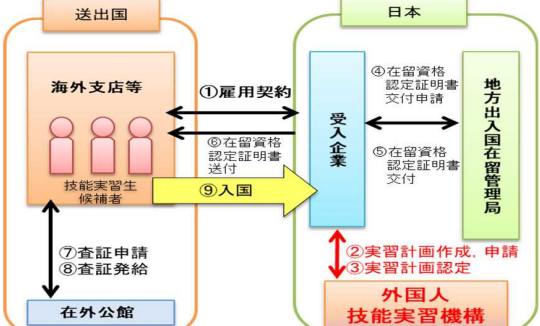 送出国
日本
海外支店等
技能実習生
候補者
①雇用契約
⑥在留資格
認定証明書
送付
⑨入国
⑦査証申請
⑧査証発給
在外公館
受入企業
④在留資格
認定証明書
交付申請
⑤在留資格
認定証明書
交付
地方出入国在留管理局
②実習計画作成，申請
③実習計画認定
外国人
技能実習機構